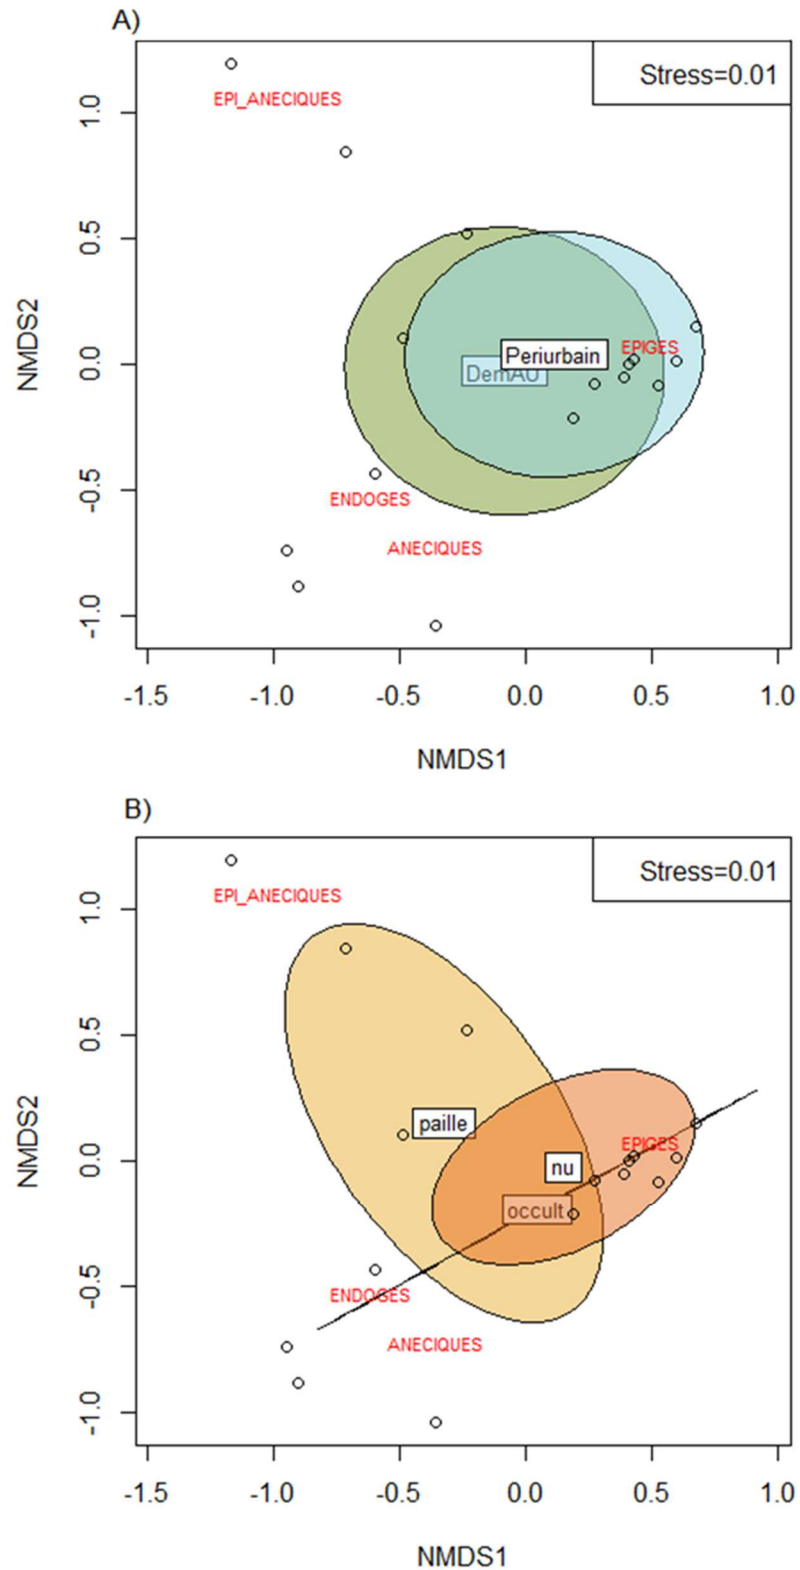 A)
Stress=0.01
EPI_ANECIQUES
1.0
0.5
Periurbain
EPIGES
DemAU
0.0
NMDS2
-0.5
ENDOGES
ANECIQUES
-1.0
-1.5 -1.0 -0.5 0.0 0.5 1.0
NMDS1
B)
Stress=0.01
EPI_ANECIQUES
1.0
0.5
paille
EPIGES
nu
0.0
NMDS2
occult
-0.5
ENDOGES
ANECIQUES
-1.0
-1.5 -1.0 -0.5 0.0 0.5 1.0
NMDS1